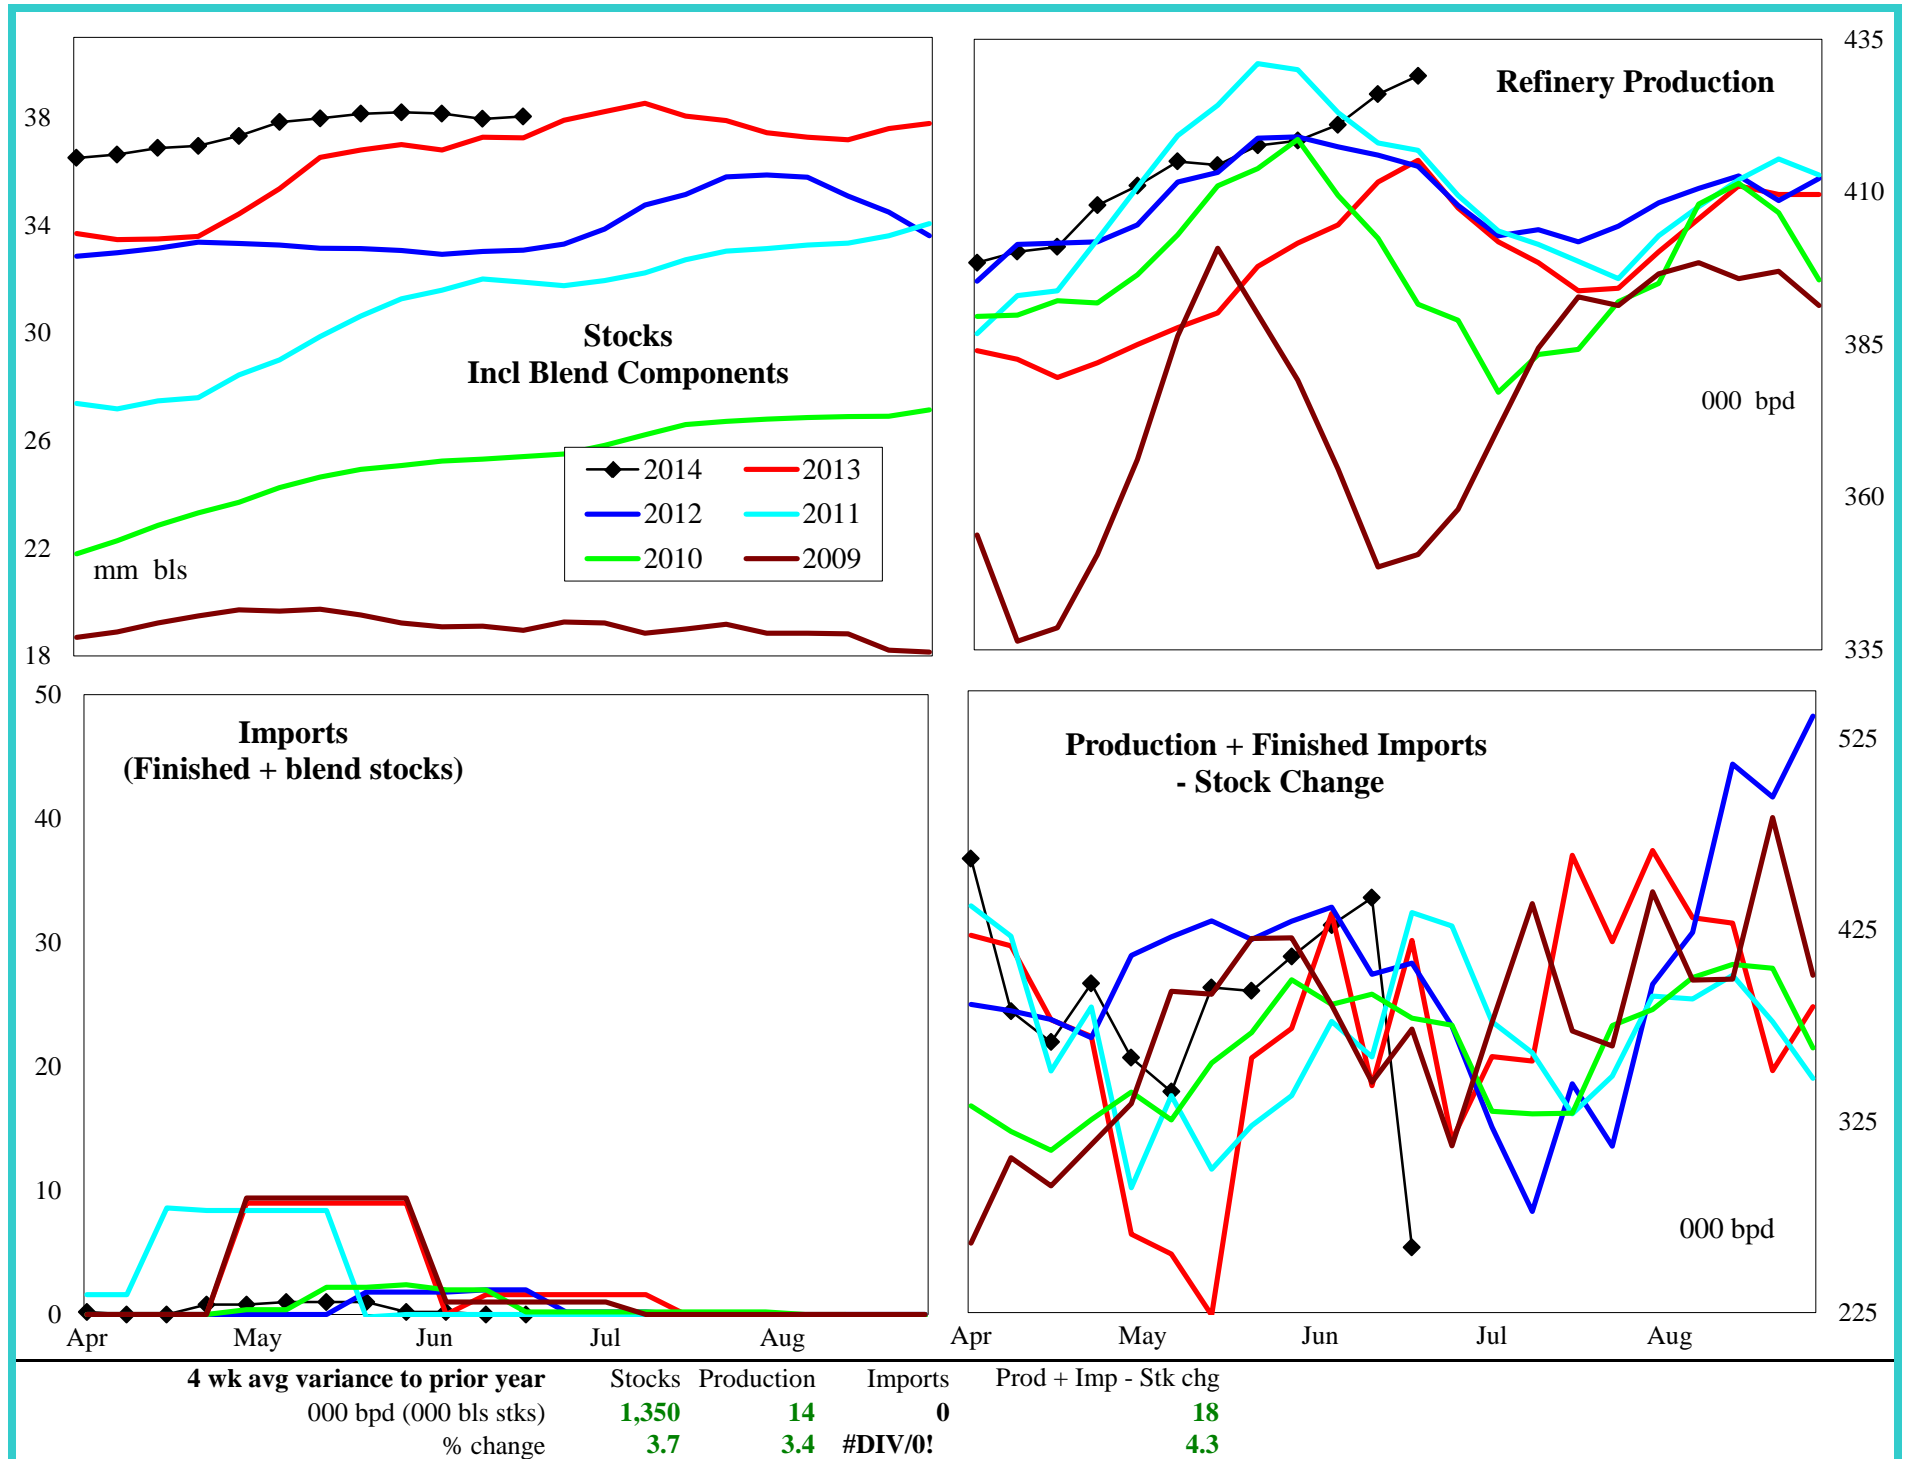 38
34
30
26
22
18
Stocks
Incl Blend Components
mm bls
2014 2013
2012 2011
2010 2009
435
410
385
360
335
Refinery Production
000 bpd
50
40
30
20
10
0
Imports
(Finished + blend stocks)
Apr May Jun Jul Aug
Production + Finished Imports
- Stock Change
525
425
325
225
000 bpd
Apr May Jun Jul Aug
4 wk avg variance to prior year Stocks Production Imports Prod + Imp - Stk chg
000 bpd (000 bls stks) 1,350 14 0 18
% change 3.7 3.4 #DIV/0! 4.3